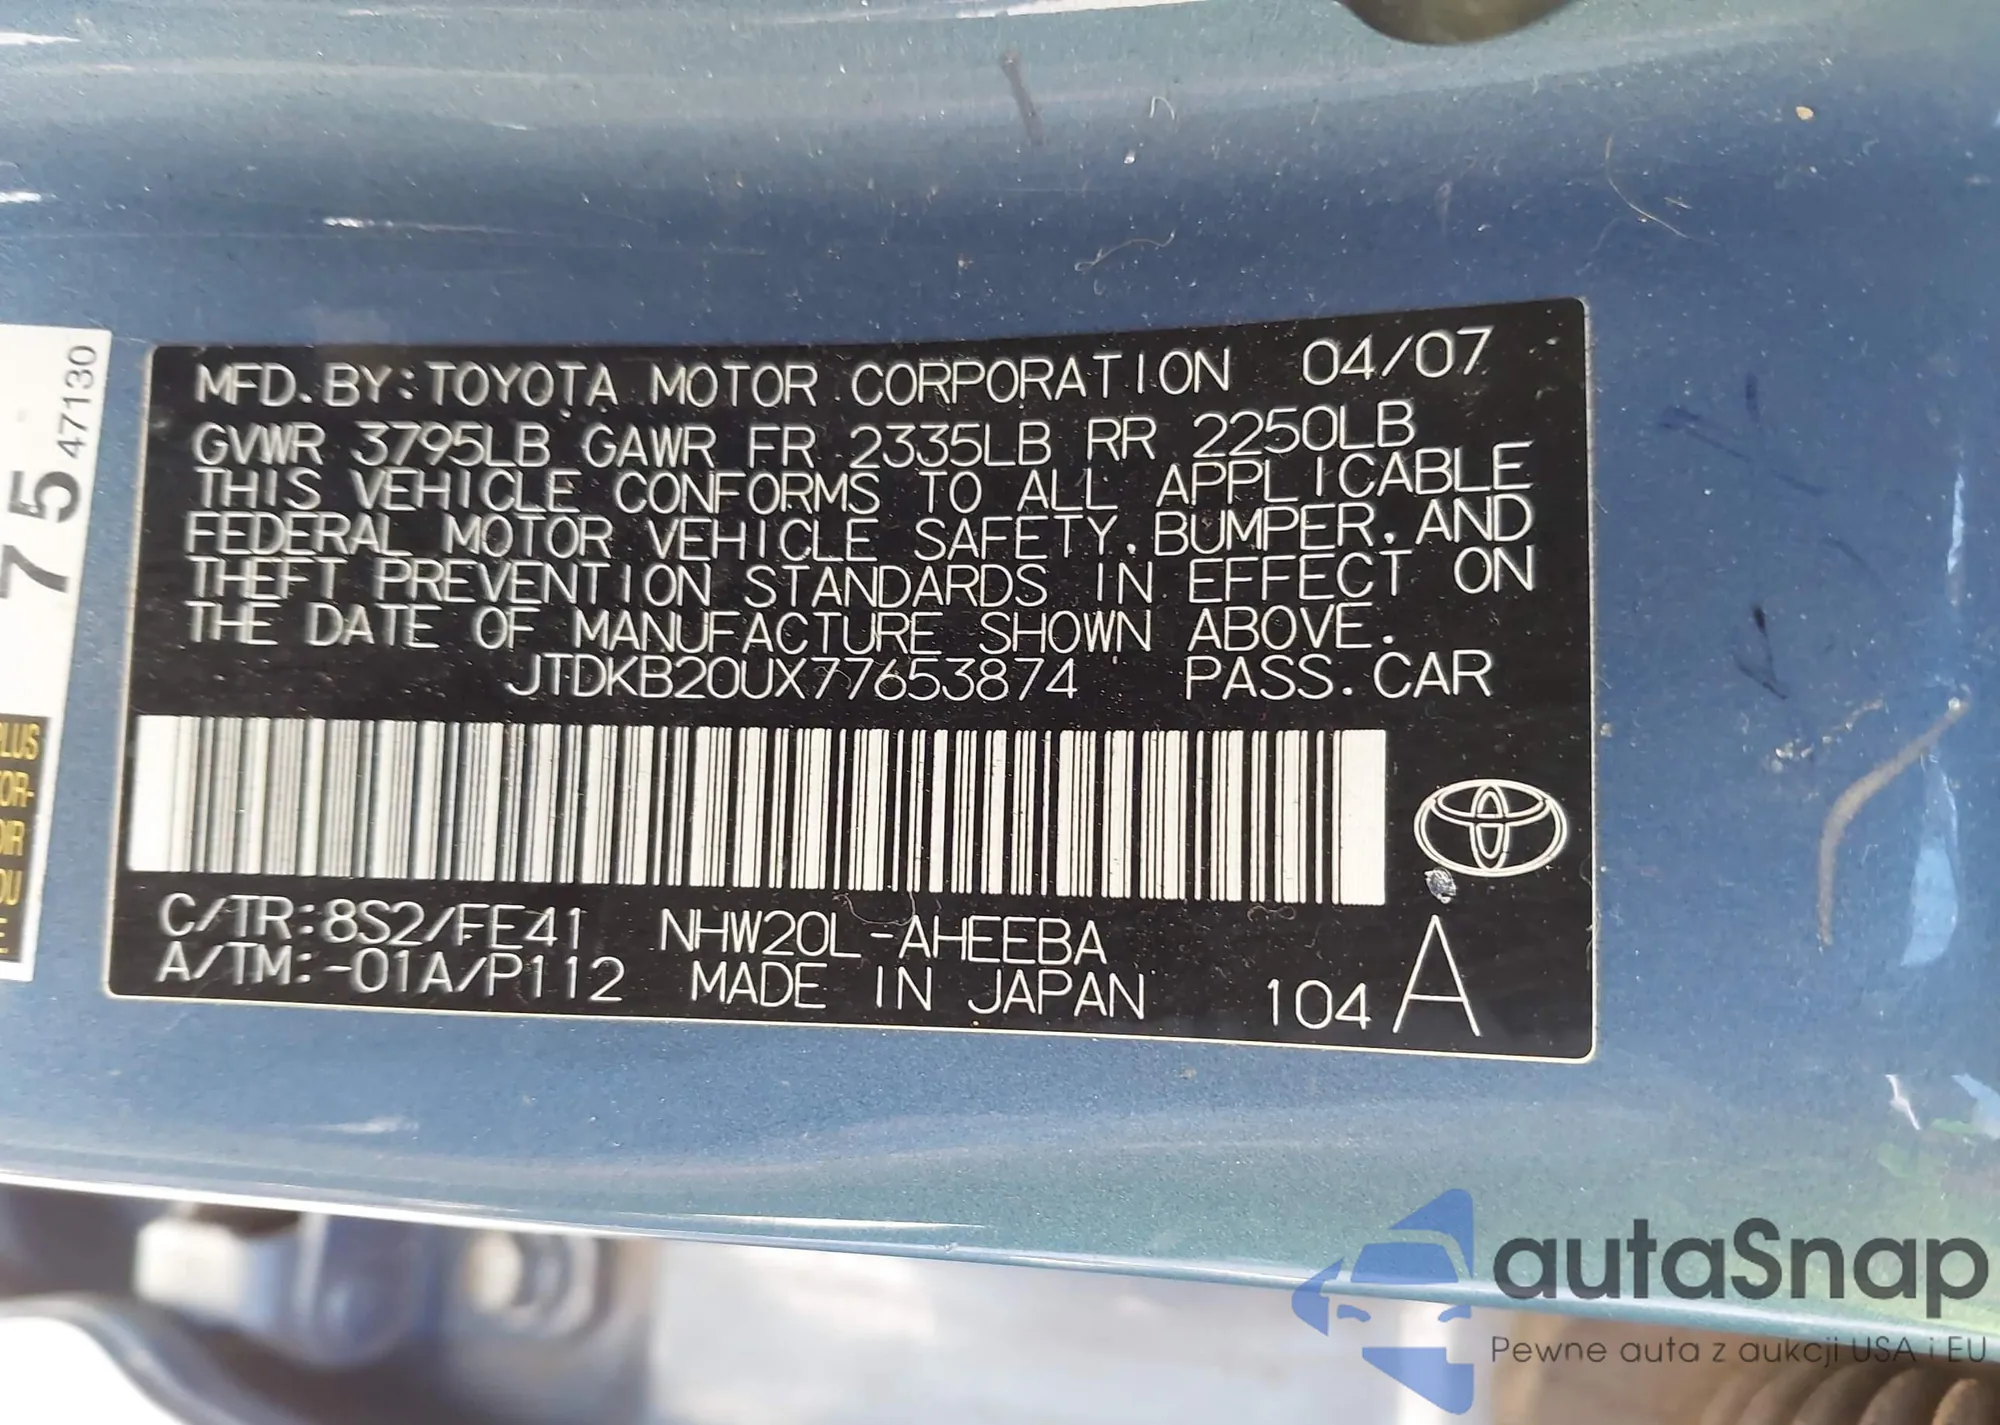 MFD. BY: TOYOTA MOTOR CORPORATION 04/07
GVWR 3795LB GAWR FR 2335LB RR 2250LB
THIS VEHICLE CONFORMS TO ALL APPLICABLE
FEDERAL MOTOR VEHICLE SAFETY, BUMPER, AND
THEFT PREVENTION STANDARDS IN EFFECT ON
THE DATE OF MANUFACTURE SHOWN ABOVE.
JTDKB20UX77653874 PASS. CAR
C/TR: 8S2/FE41 NHW20L-AHEEBA
A/TM: -01A/P112 MADE IN JAPAN 104 A
75
47130
PLUS
autaSnap
Pewne auta z aukcji USA i EU